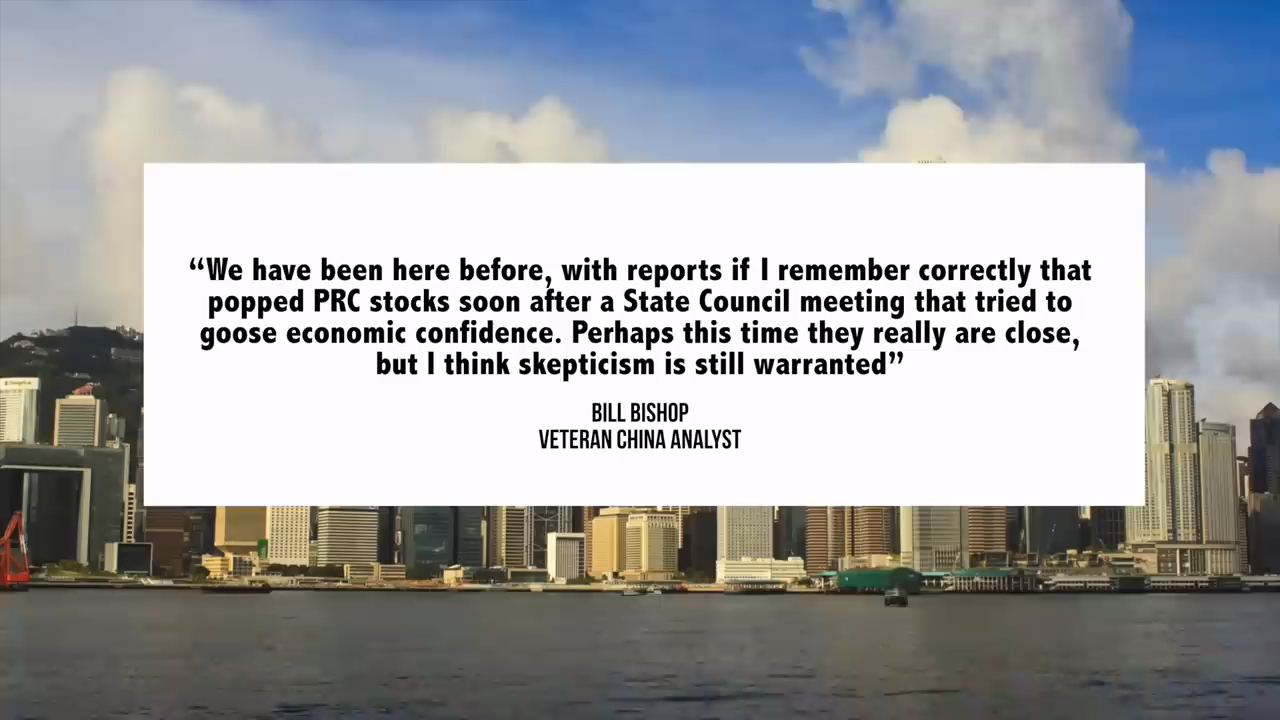 “We have been here before, with reports if I remember correctly that
popped PRC stocks soon after a State Council meeting that tried to
goose economic confidence. Perhaps this time they really are close,
but I think skepticism is still warranted”
BILL BISHOP
VETERAN CHINA ANALYST